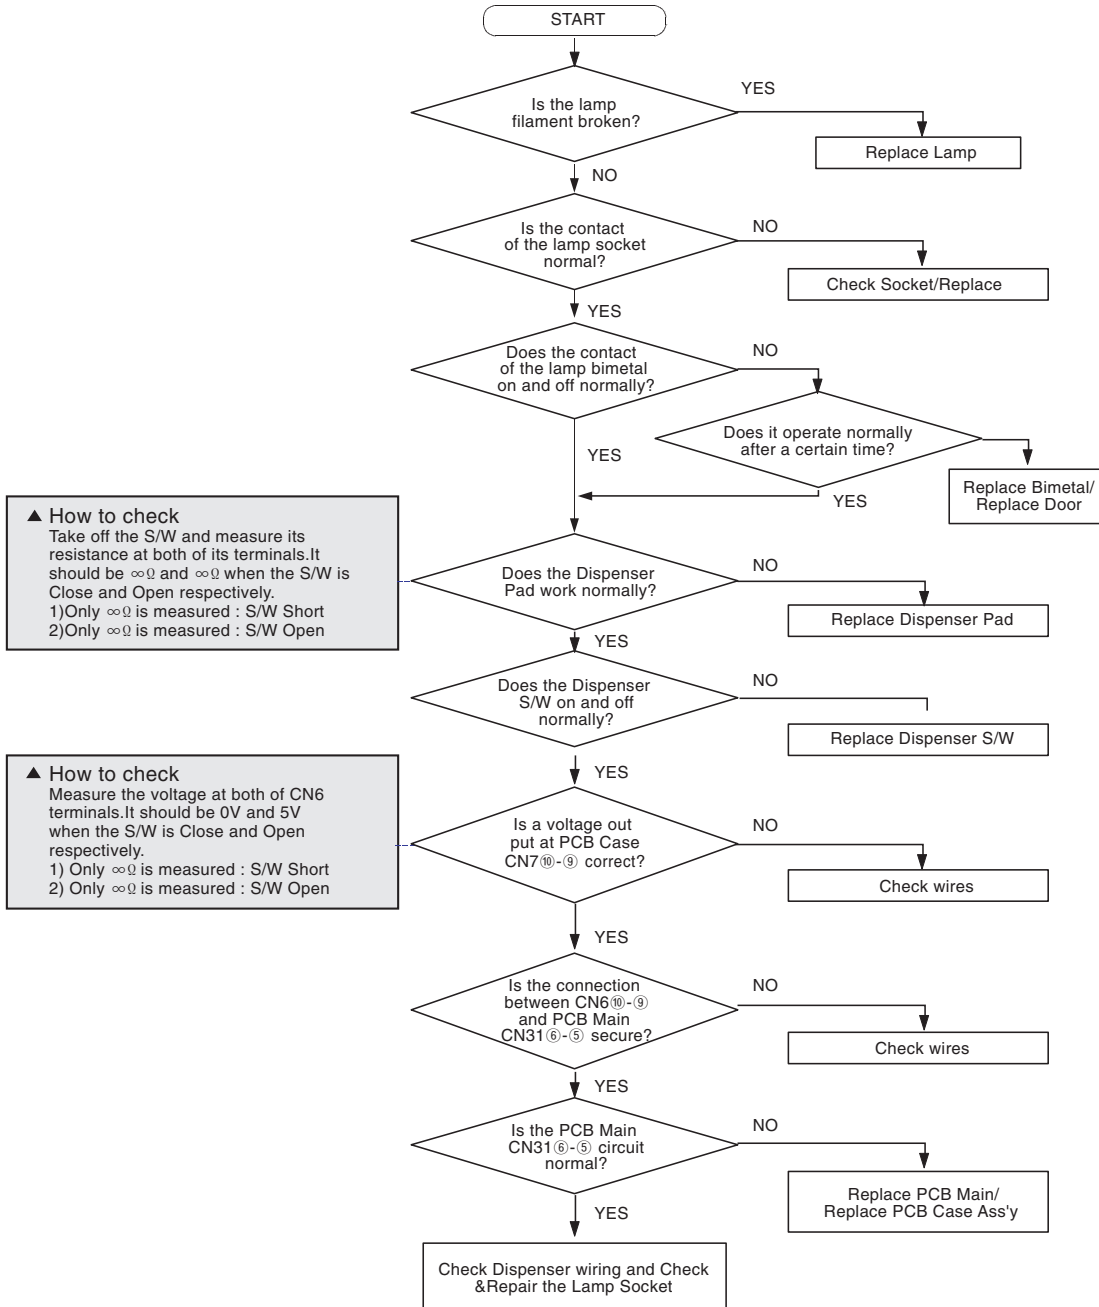 START
Is the lamp
filament broken?
YES
Replace Lamp
NO
Is the contact
of the lamp socket
normal?
NO
Check Socket/Replace
YES
Does the contact
of the lamp bimetal
on and off normally?
NO
Does it operate normally
after a certain time?
YES
YES
Replace Bimetal/
Replace Door
▲ How to check
Take off the S/W and measure its
resistance at both of its terminals.It
should be ∞Ω and ∞Ω when the S/W is
Close and Open respectively.
1)Only ∞Ω is measured : S/W Short
2)Only ∞Ω is measured : S/W Open
Does the Dispenser
Pad work normally?
NO
Replace Dispenser Pad
YES
Does the Dispenser
S/W on and off
normally?
NO
Replace Dispenser S/W
YES
▲ How to check
Measure the voltage at both of CN6
terminals.It should be 0V and 5V
when the S/W is Close and Open
respectively.
1) Only ∞Ω is measured : S/W Short
2) Only ∞Ω is measured : S/W Open
Is a voltage out
put at PCB Case
CN7⑩-⑨ correct?
NO
Check wires
YES
Is the connection
between CN6⑩-⑨
and PCB Main
CN31⑥-⑤ secure?
NO
Check wires
YES
Is the PCB Main
CN31⑥-⑤ circuit
normal?
NO
Replace PCB Main/
Replace PCB Case Ass'y
YES
Check Dispenser wiring and Check
&Repair the Lamp Socket